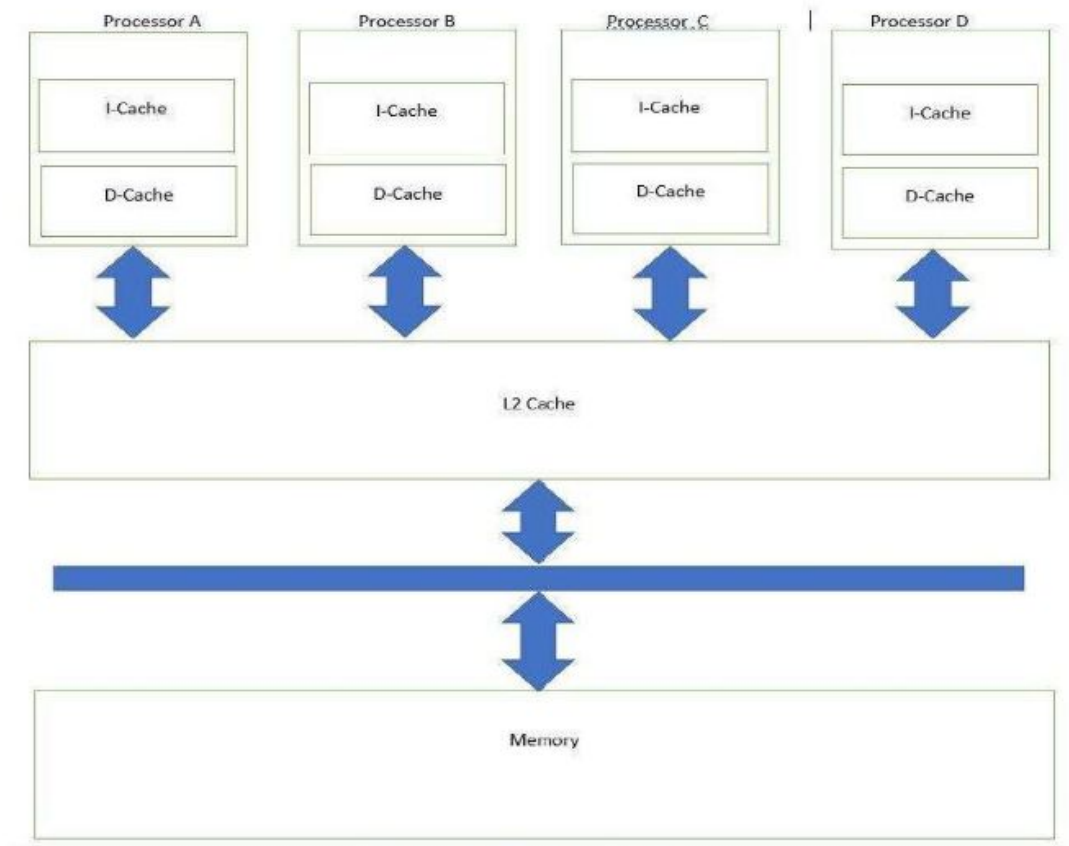 Processor A
Processor B
Processor C
Processor D
I-Cache
I-Cache
I-Cache
I-Cache
D-Cache
D-Cache
D-Cache
D-Cache
L2 Cache
Memory